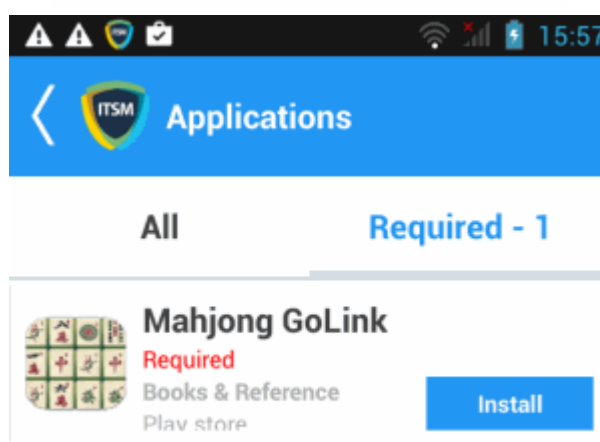 15:57
ITSM Applications
All Required - 1
Mahjong GoLink
Required
Books & Reference
Play store
Install